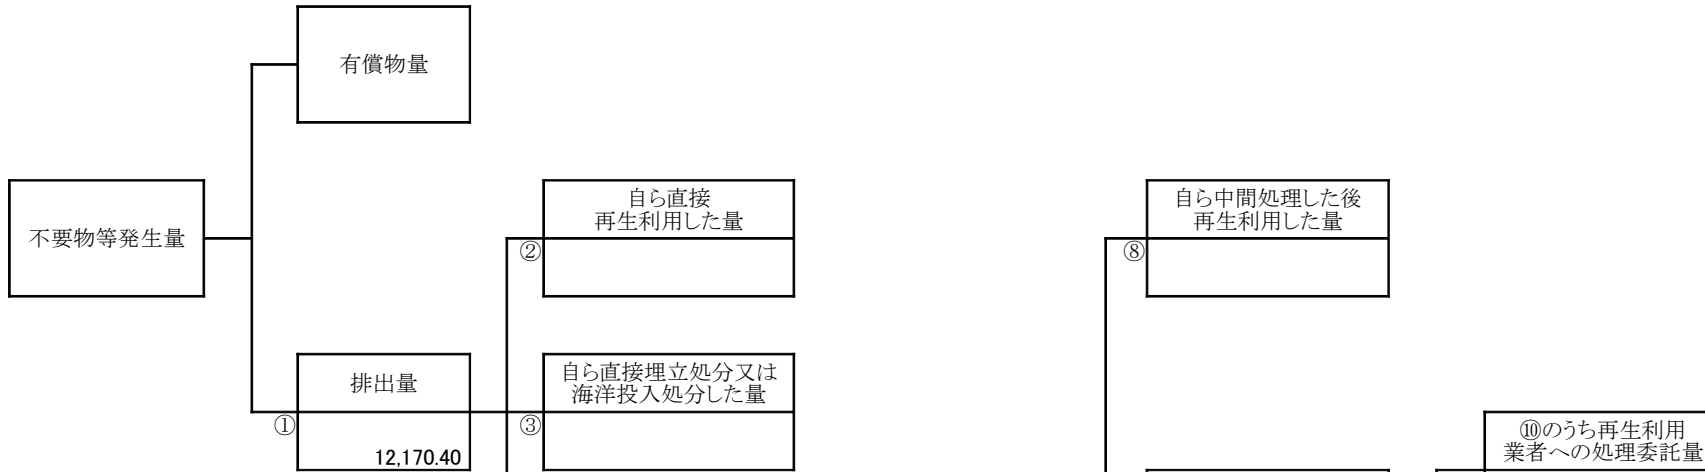 有償物量
不要物等発生量
自ら直接
再生利用した量
②
自ら中間処理した後
再生利用した量
⑧
排出量
①
12,170.40
自ら直接埋立処分又は
海洋投入処分した量
③
⑩のうち再生利用
業者への処理委託量